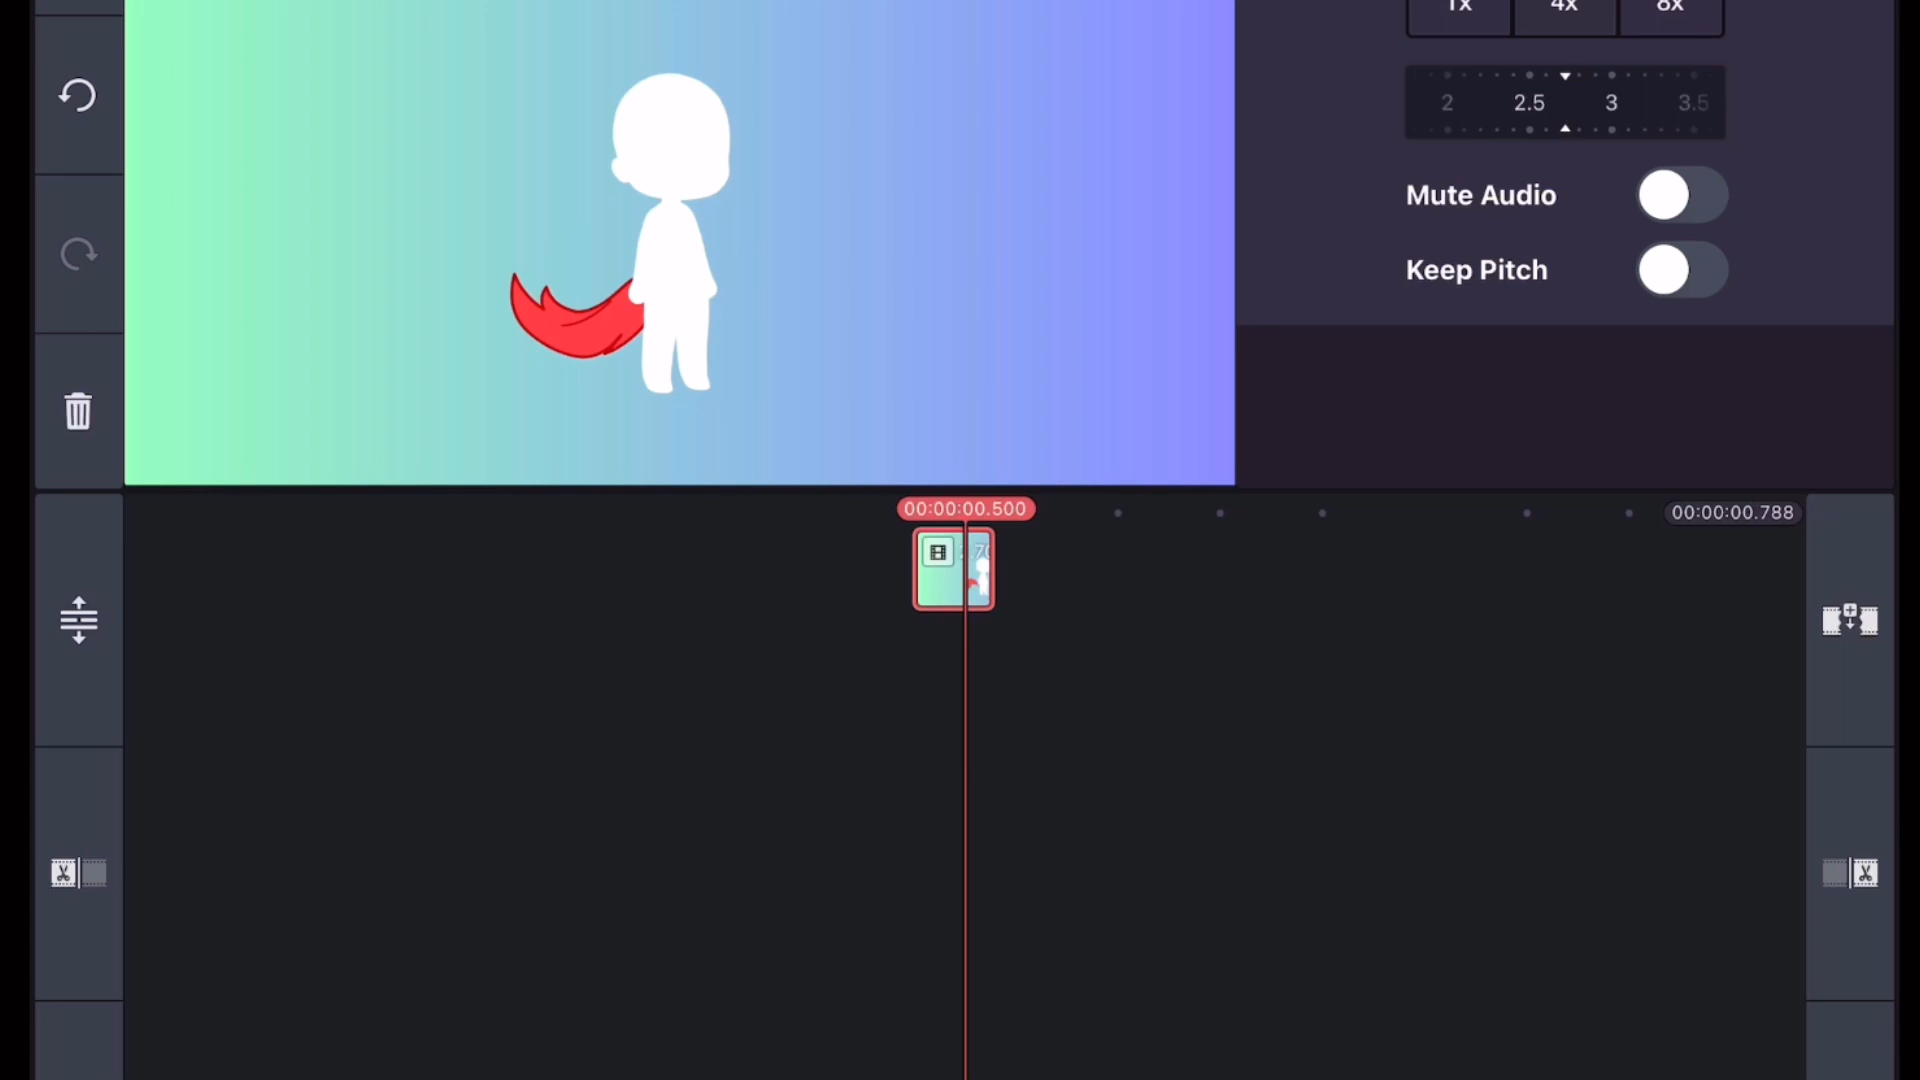 1x 4x 8x
2 2.5 3 3.5
Mute Audio
Keep Pitch
00:00:00.500
00:00:00.788